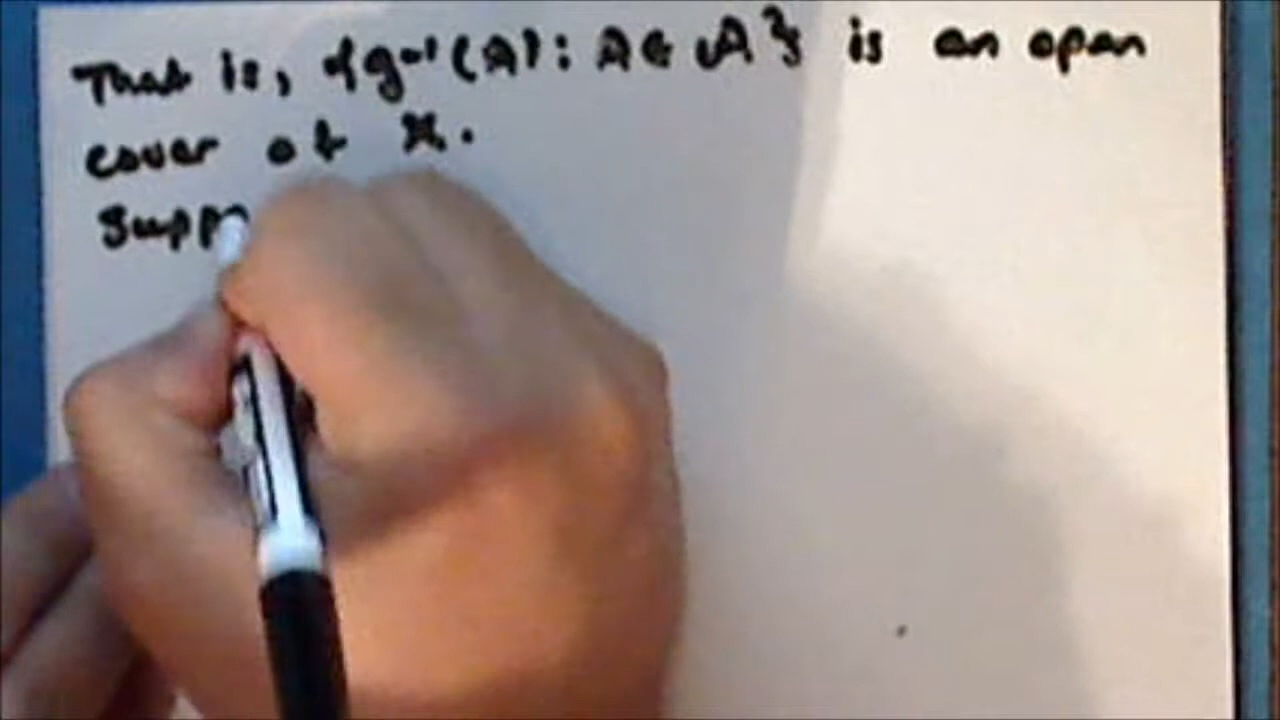 That is, {g⁻¹(A): A ∈ 𝒜} is an open
cover of X.
Supp